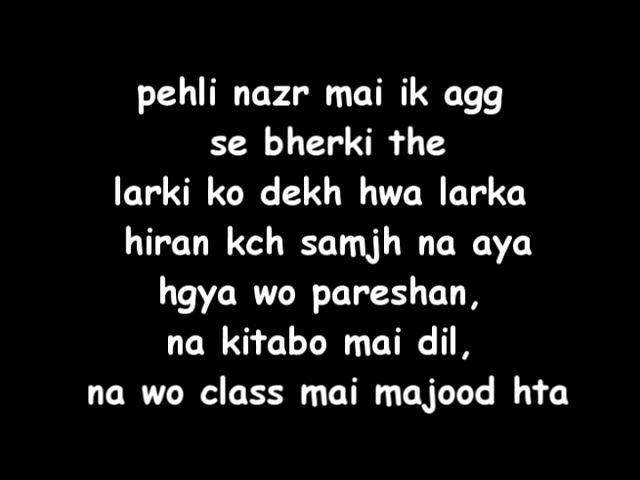 pehli nazr mai ik agg
se bherki the
larki ko dekh hwa larka
hiran kch samjh na aya
hgya wo pareshan,
na kitabo mai dil,
na wo class mai majood hta